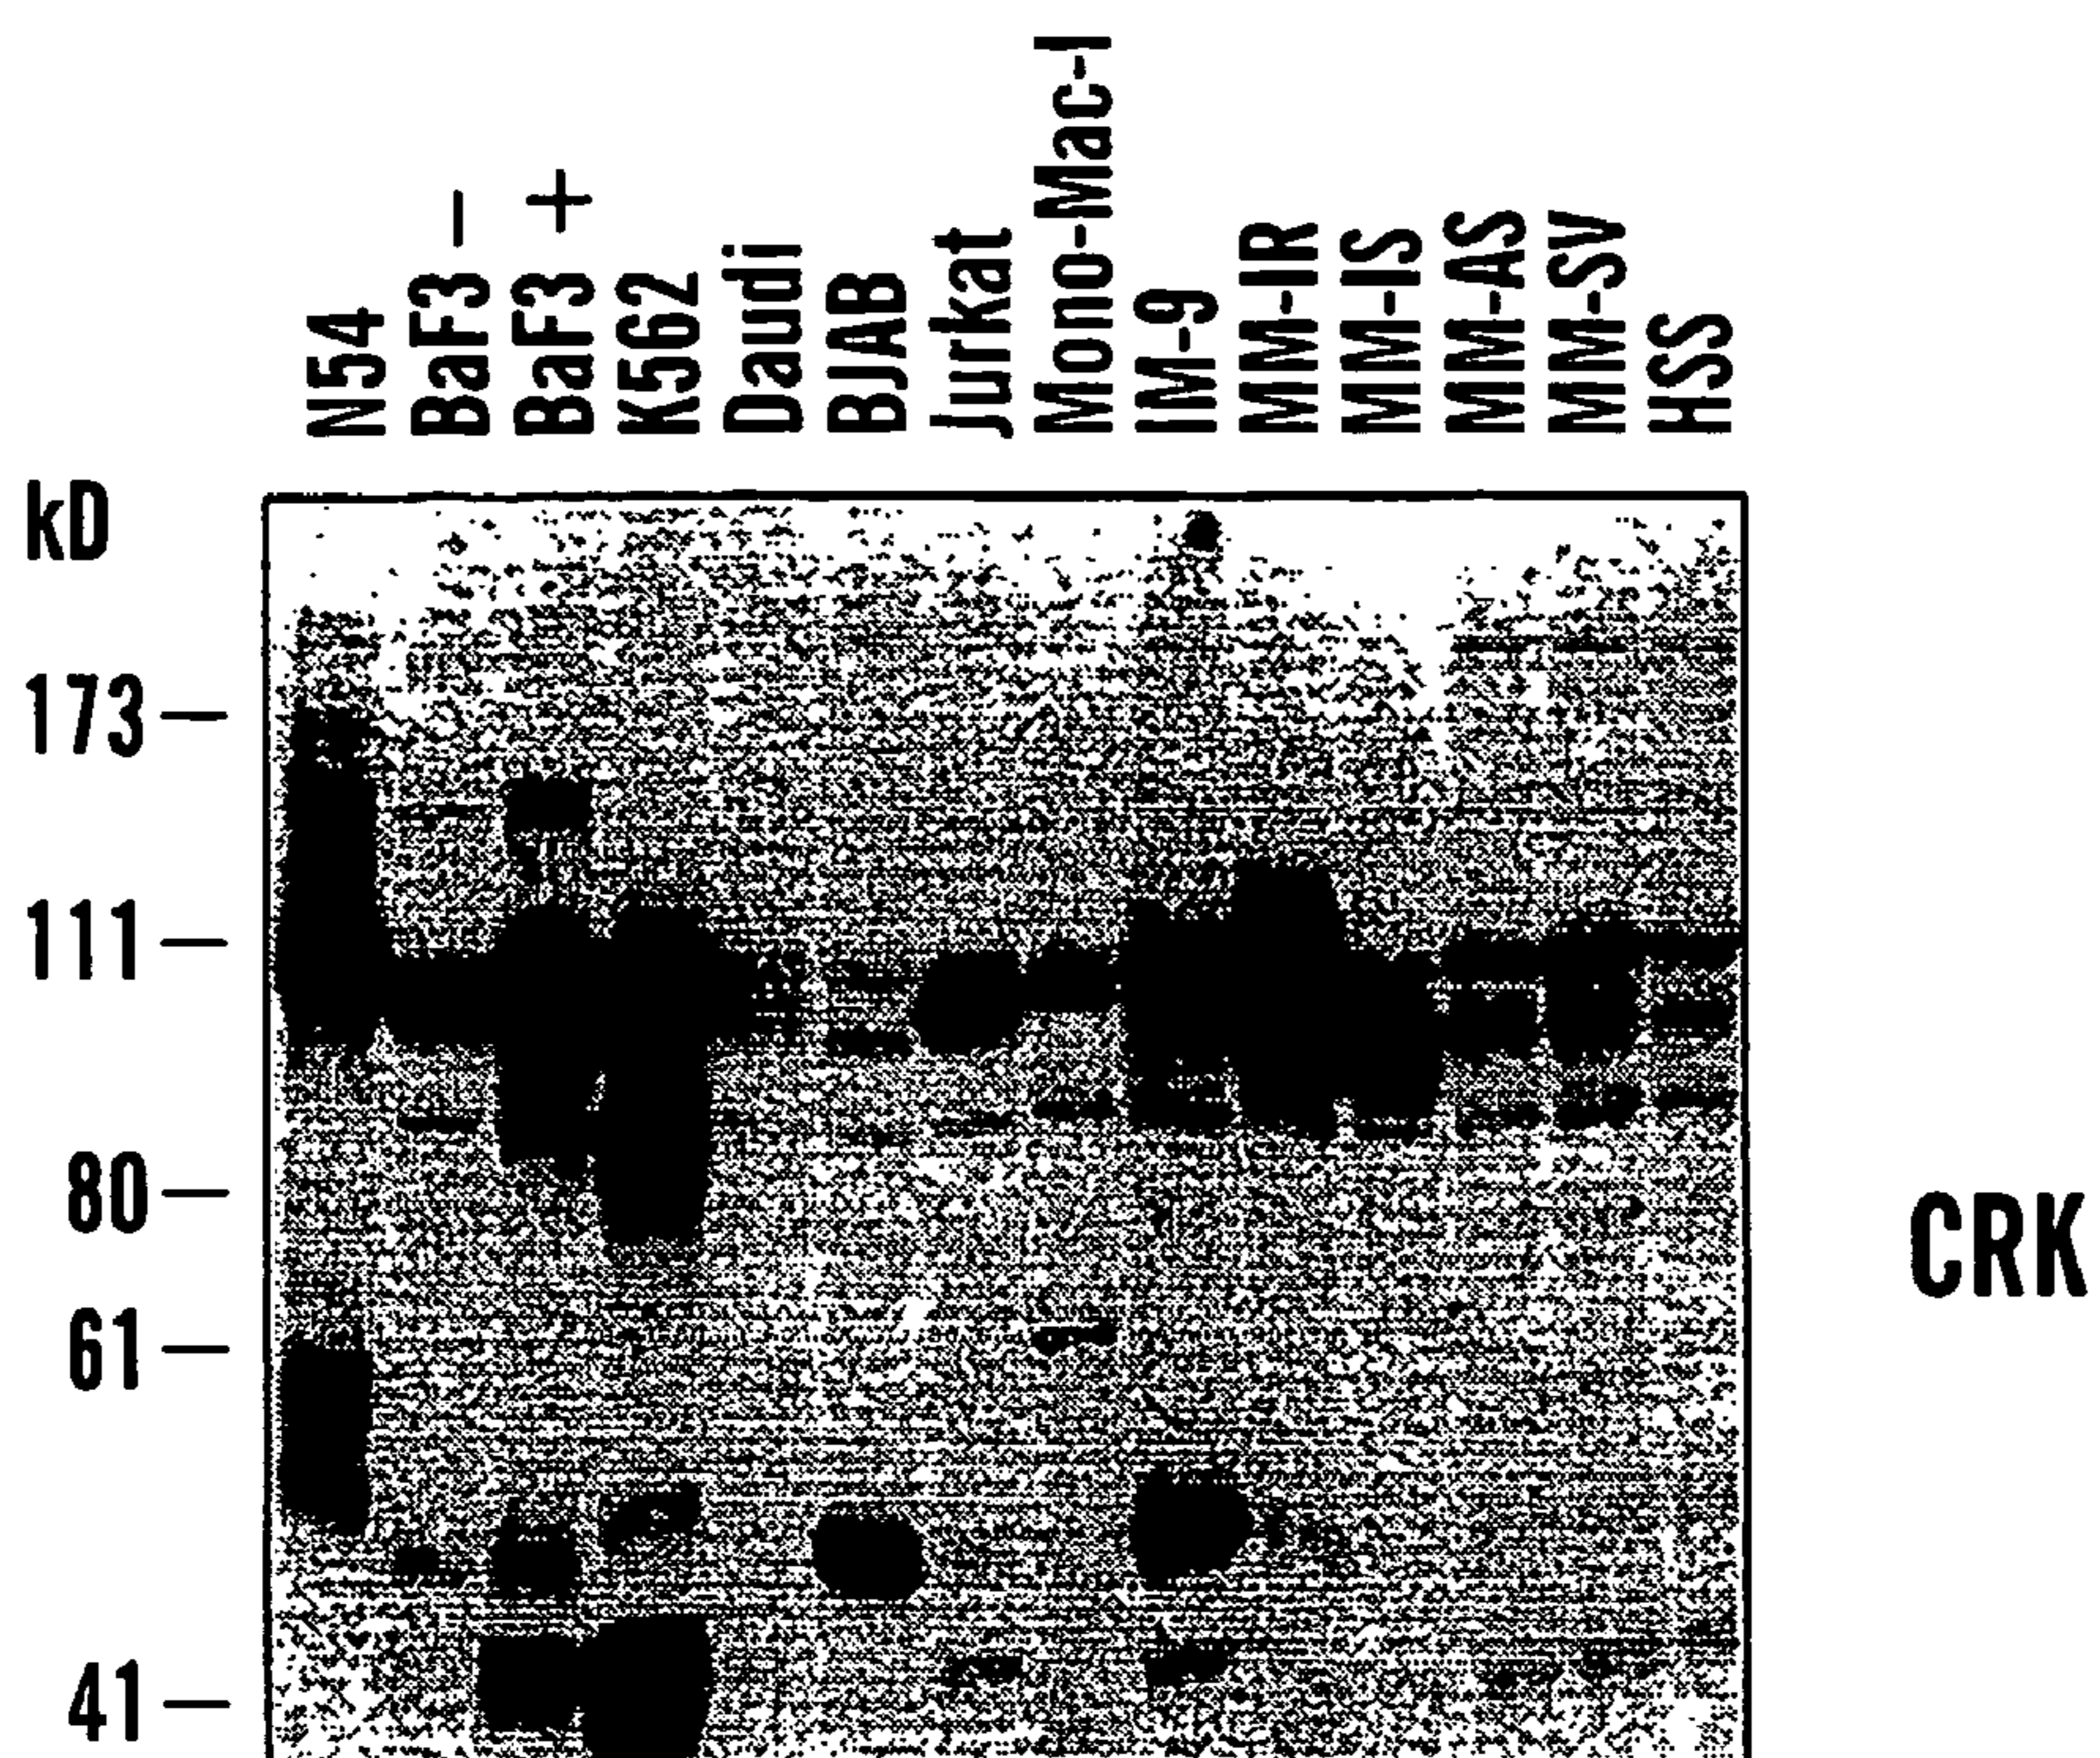 N54
BaF3 –
BaF3 +
K562
Daudi
BJAB
Jurkat
Mono-Mac-I
IM-9
MM-IR
MM-IS
MM-AS
MM-SV
HSS
kD
173
111
80
61
41
CRK